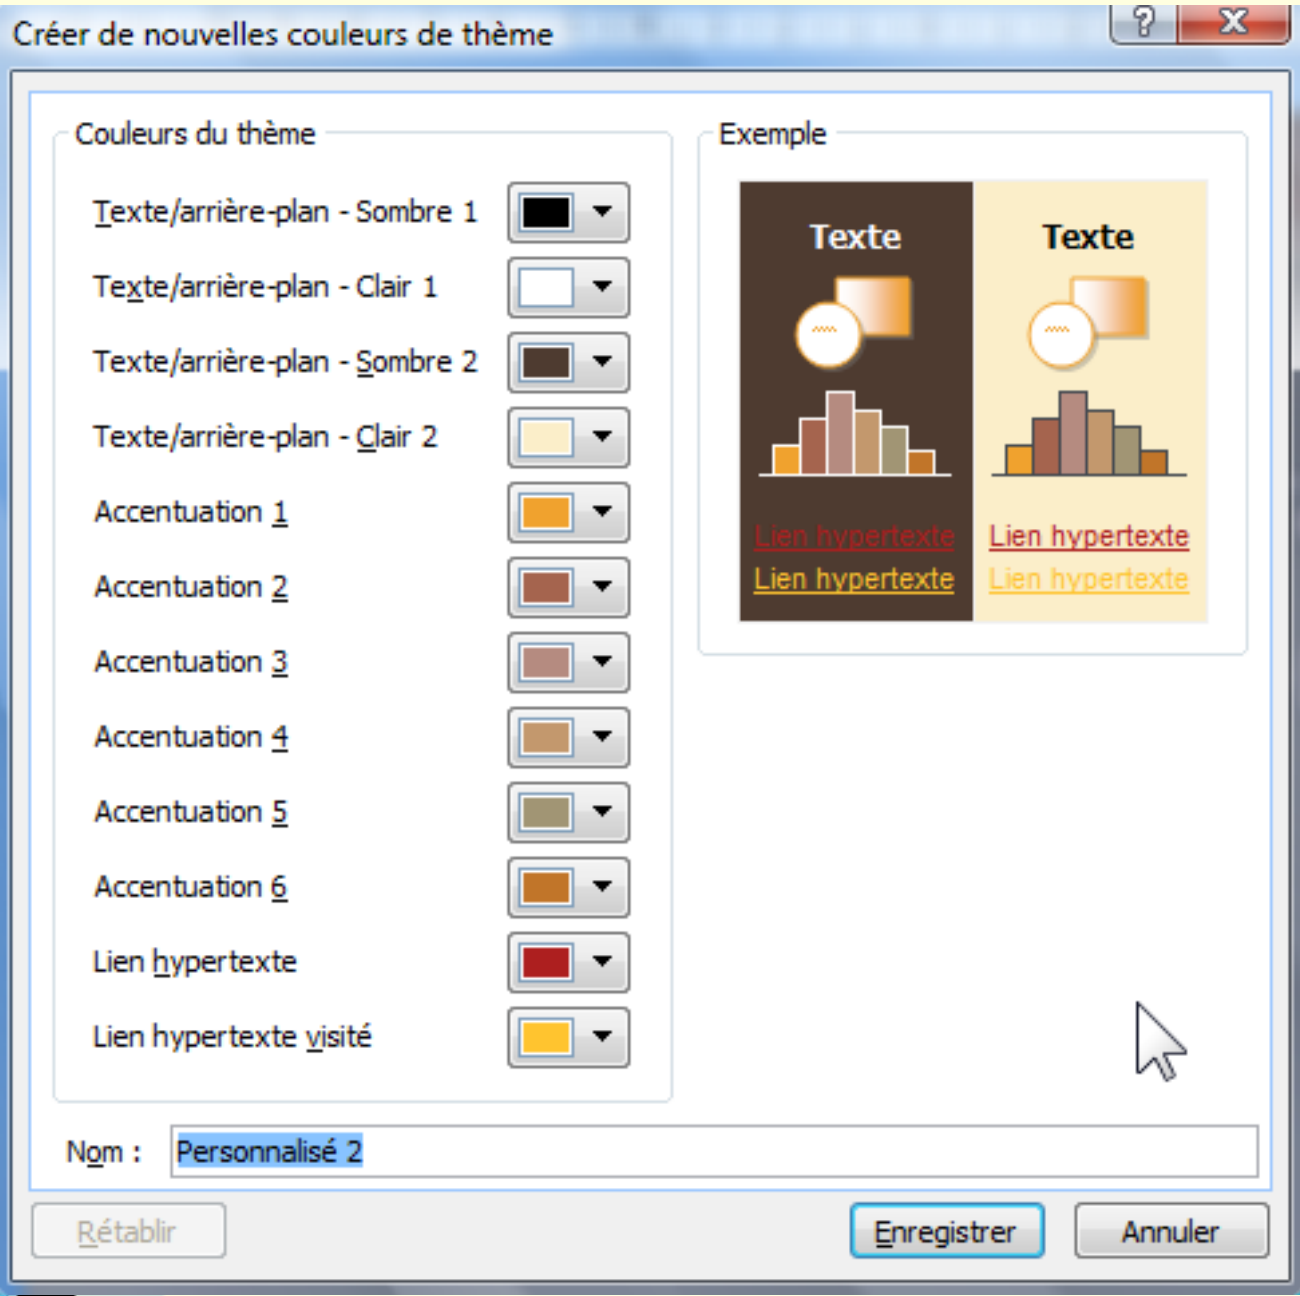 Créer de nouvelles couleurs de thème
?
X
Couleurs du thème
Texte/arrière-plan - Sombre 1
Texte/arrière-plan - Clair 1
Texte/arrière-plan - Sombre 2
Texte/arrière-plan - Clair 2
Accentuation 1
Accentuation 2
Accentuation 3
Accentuation 4
Accentuation 5
Accentuation 6
Lien hypertexte
Lien hypertexte visité
Exemple
Texte
Texte
Lien hypertexte
Lien hypertexte
Lien hypertexte
Lien hypertexte
Nom : Personnalisé 2
Rétablir
Enregistrer
Annuler